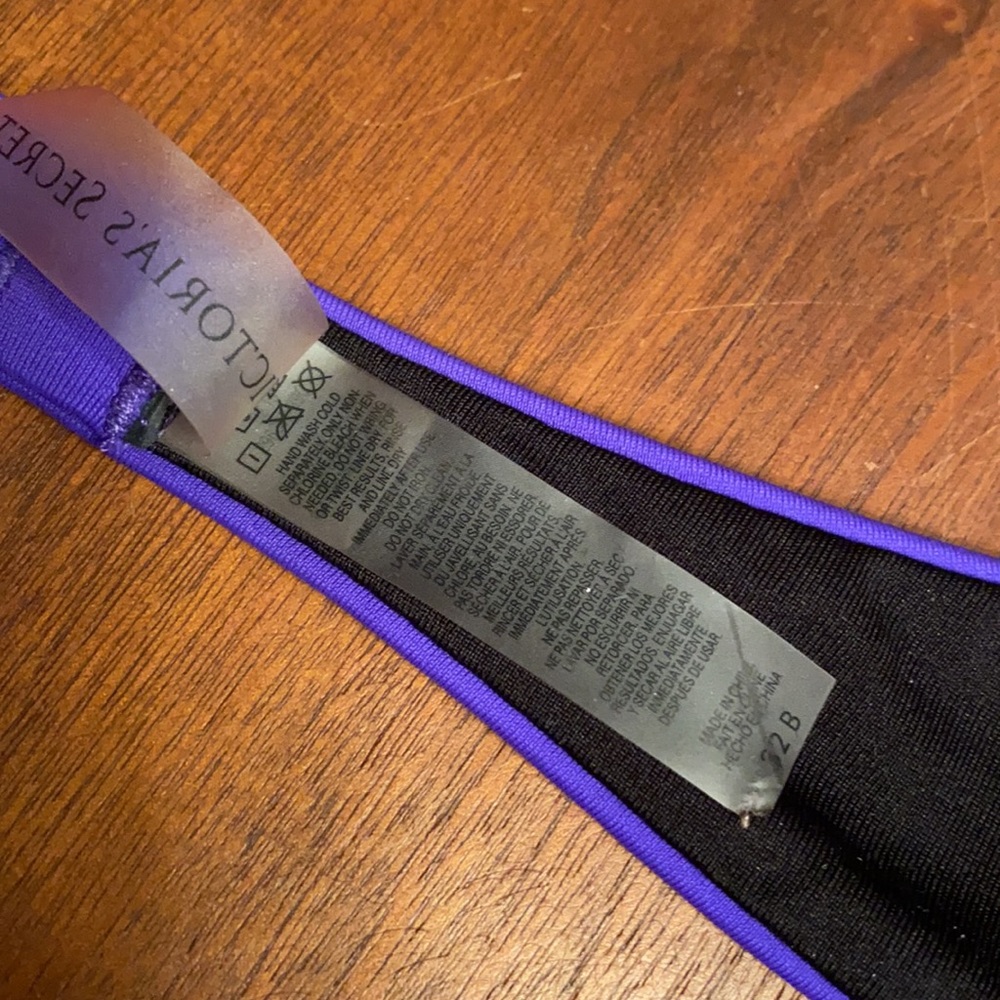 VICTORIA'S SECRET
HAND WASH COLD
SEPARATELY. ONLY NON-
CHLORINE BLEACH WHEN
NEEDED. DO NOT WRING
OR TWIST. LINE DRY. FOR
BEST RESULTS, RINSE
AND LINE DRY
IMMEDIATELY AFTER
DO NOT IRON.
DO NOT DRY
LAVER SÉPARÉMENT À LA
MAIN, À L'EAU FROIDE.
UTILISER UNIQUEMENT
DU JAVELLISANT SANS
CHLORE AU BESOIN. NE
PAS TORDRE NI ESSORER.
SÉCHER À L'AIR. POUR DE
MEILLEURS RÉSULTATS,
RINCER ET SÉCHER À L'AIR
IMMÉDIATEMENT APRÈS
L'UTILISATION.
NE PAS REPASSER.
NE PAS NETTOYER À SEC.
LAVAR POR SEPARADO.
NO ESCURRIR NI
RETORCER. PARA
OBTENER LOS MEJORES
RESULTADOS, ENJUAGAR
Y SECAR AL AIRE LIBRE
INMEDIATAMENTE
DESPUÉS DE USAR.
MADE IN CHINE
FAIT EN CHINE
HECHO EN CHINA
32 B